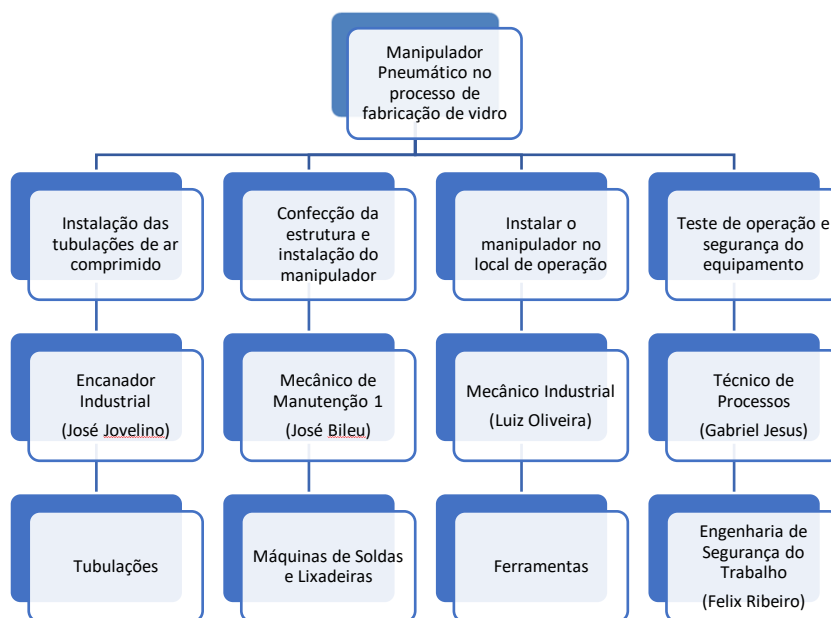 Manipulador
Pneumático no
processo de
fabricação de vidro
Instalação das
tubulações de ar
comprimido
Confecção da
estrutura e
instalação do
manipulador
Instalar o
manipulador no
local de operação
Teste de operação e
segurança do
equipamento
Encanador
Industrial
(José Jovelino)
Mecânico de
Manutenção 1
(José Bileu)
Mecânico Industrial
(Luiz Oliveira)
Técnico de
Processos
(Gabriel Jesus)
Tubulações
Máquinas de Soldas
e Lixadeiras
Ferramentas
Engenharia de
Segurança do
Trabalho
(Felix Ribeiro)